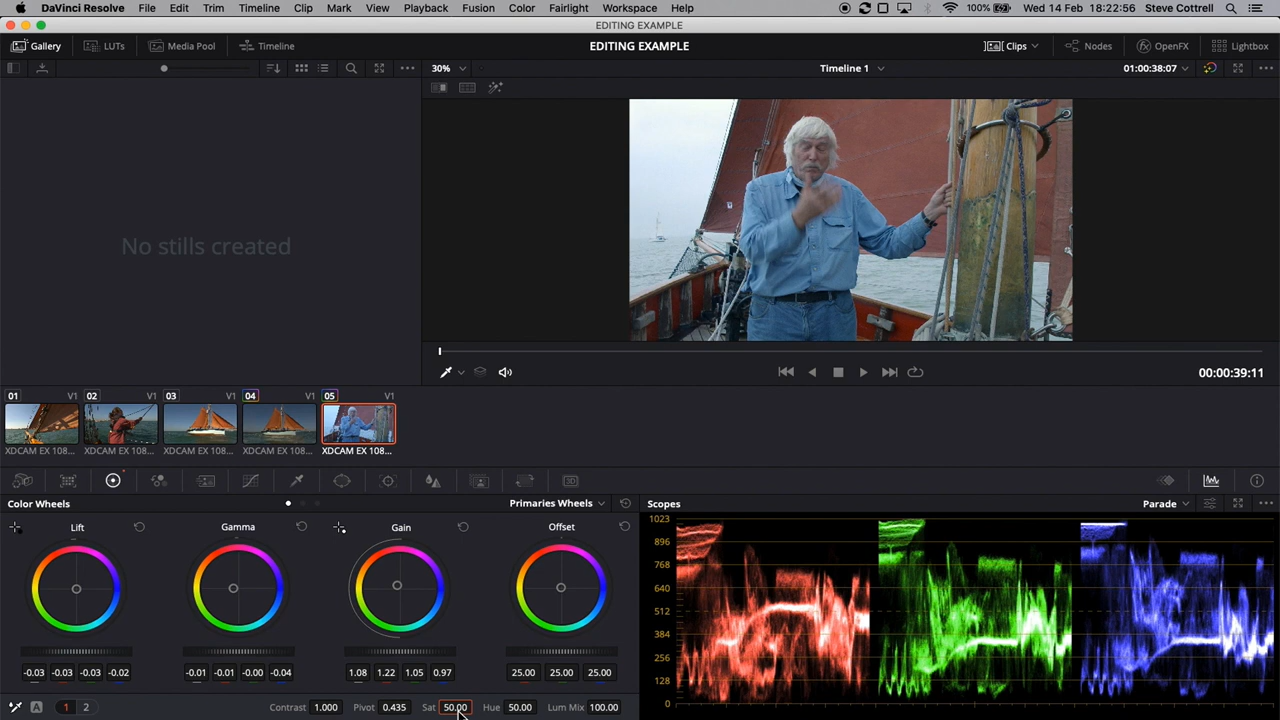 DaVinci Resolve File Edit Trim Timeline Clip Mark View Playback Fusion Color Fairlight Workspace Help 100% Wed 14 Feb 18:22:56 Steve Cottrell
EDITING EXAMPLE
Gallery LUTs Media Pool Timeline EDITING EXAMPLE Clips Nodes OpenFX Lightbox
30% Timeline 1 01:00:38:07
No stills created
00:00:39:11
01 V1 02 V1 03 V1 04 V1 05 V1
XDCAM EX 108... XDCAM EX 108... XDCAM EX 108... XDCAM EX 108... XDCAM EX 108...
3D
Color Wheels Primaries Wheels Scopes Parade
Lift Gamma Gain Offset
1023
896
768
640
512
384
256
128
0
-0.03 -0.03 -0.03 -0.02 -0.01 -0.01 -0.00 -0.04 1.08 1.22 1.05 0.97 25.00 25.00 25.00
A 1 2 Contrast 1.000 Pivot 0.435 Sat 50.00 Hue 50.00 Lum Mix 100.00